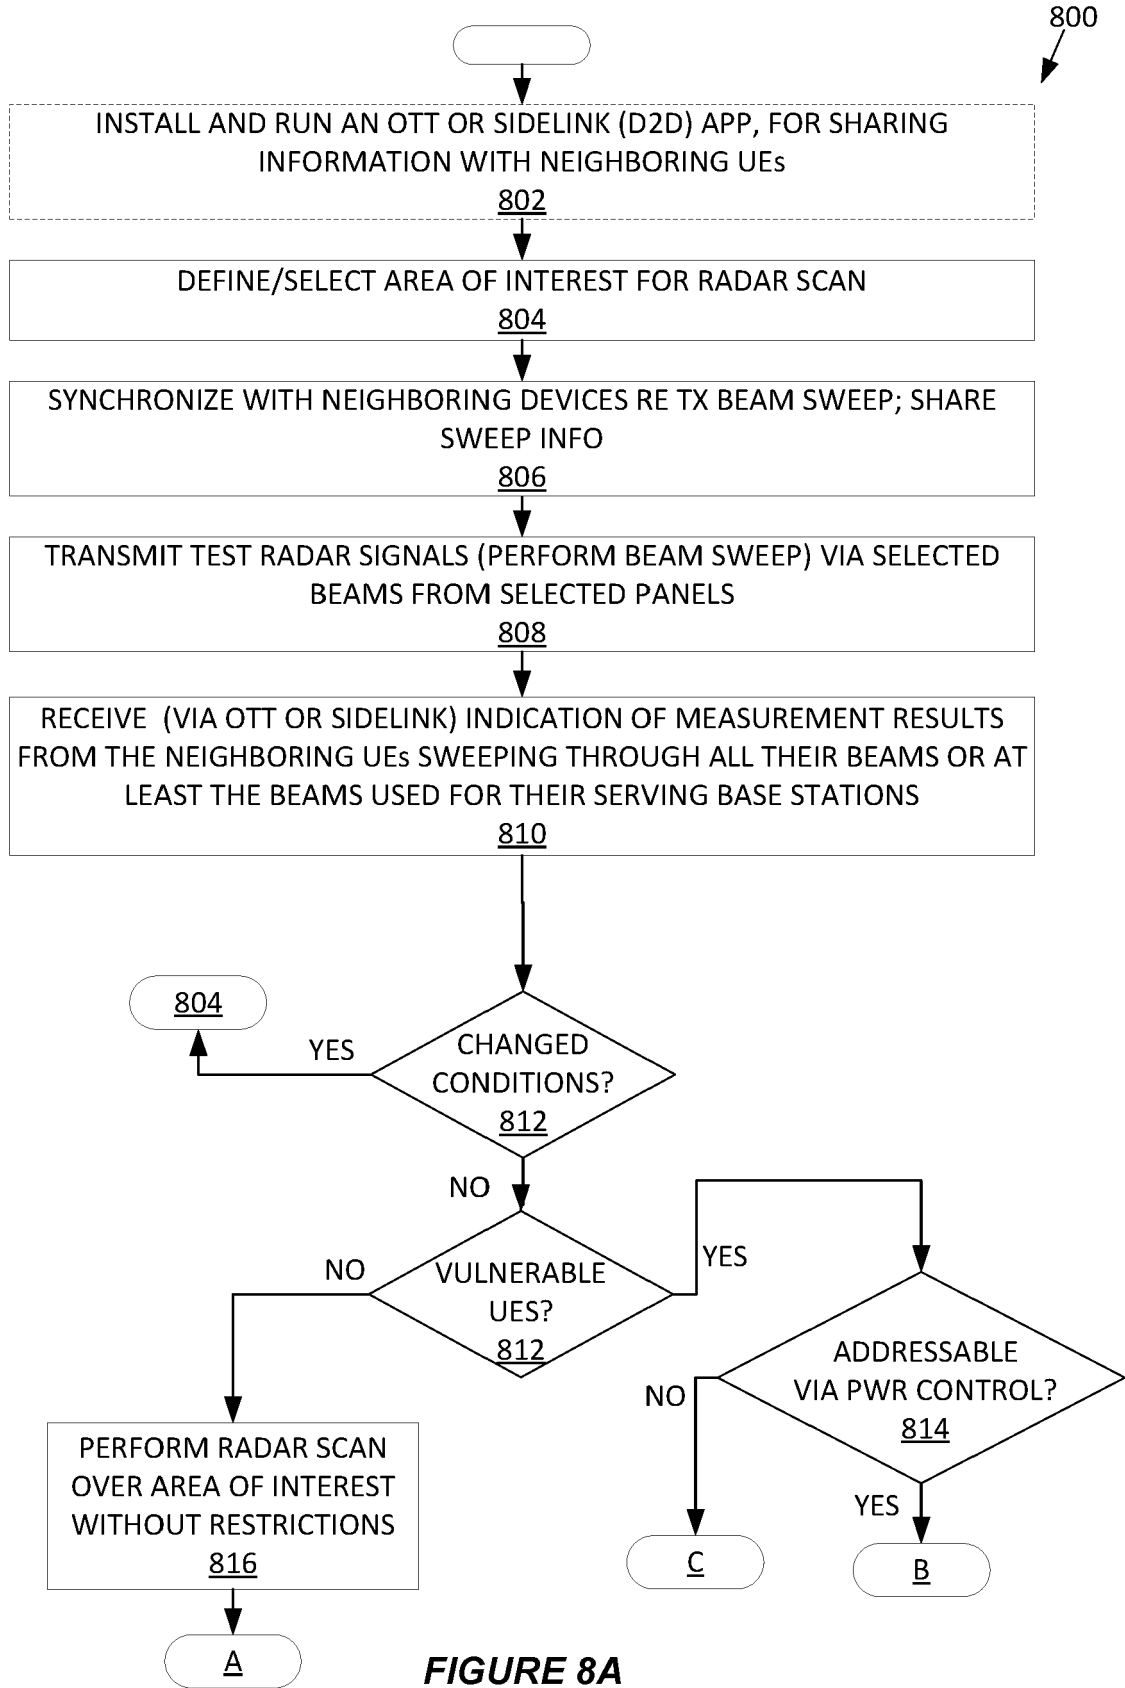 800
INSTALL AND RUN AN OTT OR SIDELINK (D2D) APP, FOR SHARING
INFORMATION WITH NEIGHBORING UEs
802
DEFINE/SELECT AREA OF INTEREST FOR RADAR SCAN
804
SYNCHRONIZE WITH NEIGHBORING DEVICES RE TX BEAM SWEEP; SHARE
SWEEP INFO
806
TRANSMIT TEST RADAR SIGNALS (PERFORM BEAM SWEEP) VIA SELECTED
BEAMS FROM SELECTED PANELS
808
RECEIVE (VIA OTT OR SIDELINK) INDICATION OF MEASUREMENT RESULTS
FROM THE NEIGHBORING UEs SWEEPING THROUGH ALL THEIR BEAMS OR AT
LEAST THE BEAMS USED FOR THEIR SERVING BASE STATIONS
810
804
YES
CHANGED
CONDITIONS?
812
NO
NO
VULNERABLE
UES?
812
YES
ADDRESSABLE
VIA PWR CONTROL?
814
NO
YES
PERFORM RADAR SCAN
OVER AREA OF INTEREST
WITHOUT RESTRICTIONS
816
C
B
A
FIGURE 8A